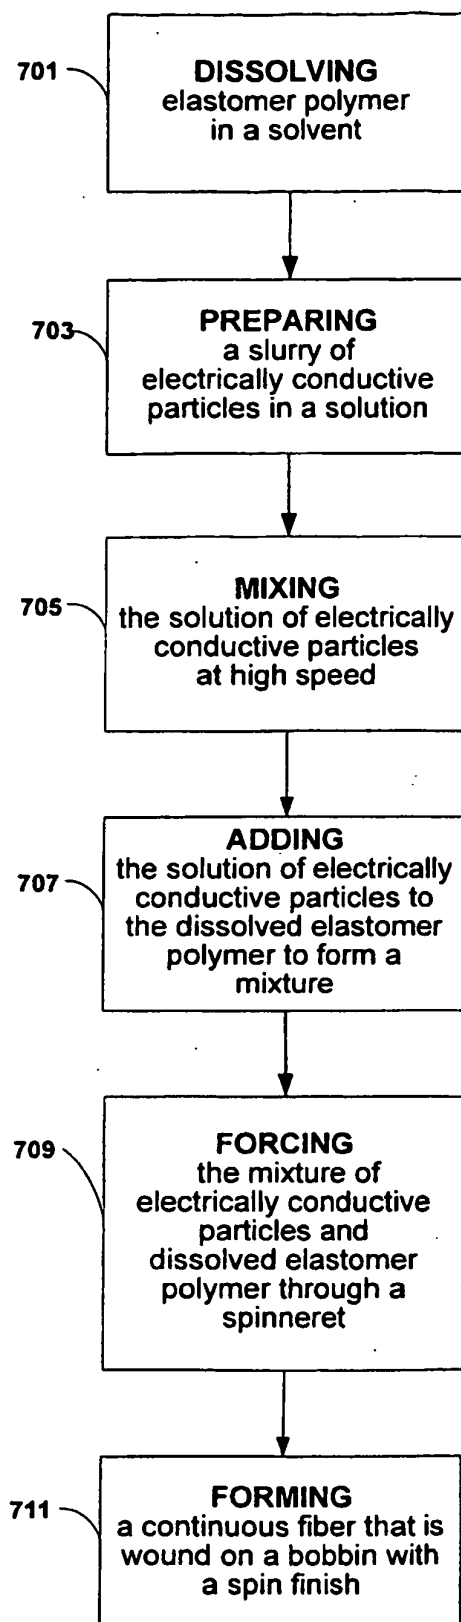 701
DISSOLVING
elastomer polymer
in a solvent
703
PREPARING
a slurry of
electrically conductive
particles in a solution
705
MIXING
the solution of electrically
conductive particles
at high speed
707
ADDING
the solution of electrically
conductive particles to
the dissolved elastomer
polymer to form a
mixture
709
FORCING
the mixture of
electrically conductive
particles and
dissolved elastomer
polymer through a
spinneret
711
FORMING
a continuous fiber that is
wound on a bobbin with
a spin finish